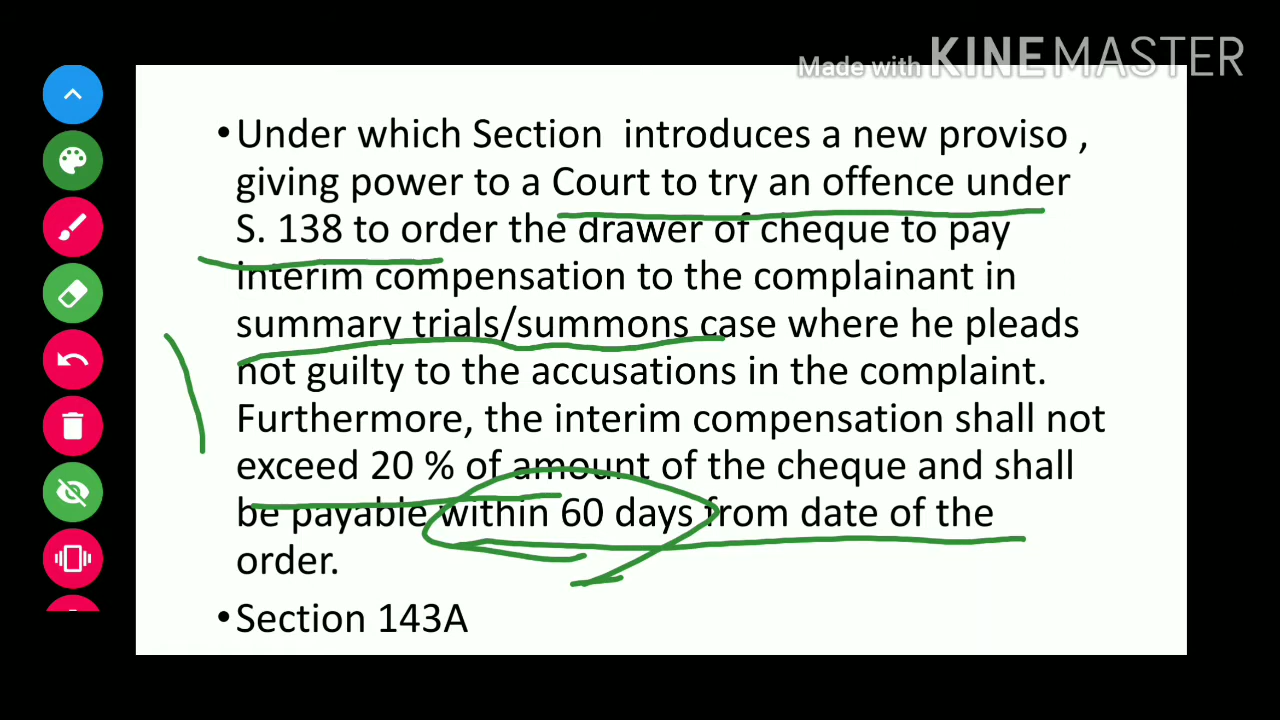 Made with KINEMASTER
•Under which Section introduces a new proviso ,
giving power to a Court to try an offence under
S. 138 to order the drawer of cheque to pay
interim compensation to the complainant in
summary trials/summons case where he pleads
not guilty to the accusations in the complaint.
Furthermore, the interim compensation shall not
exceed 20 % of amount of the cheque and shall
be payable within 60 days from date of the
order.
•Section 143A